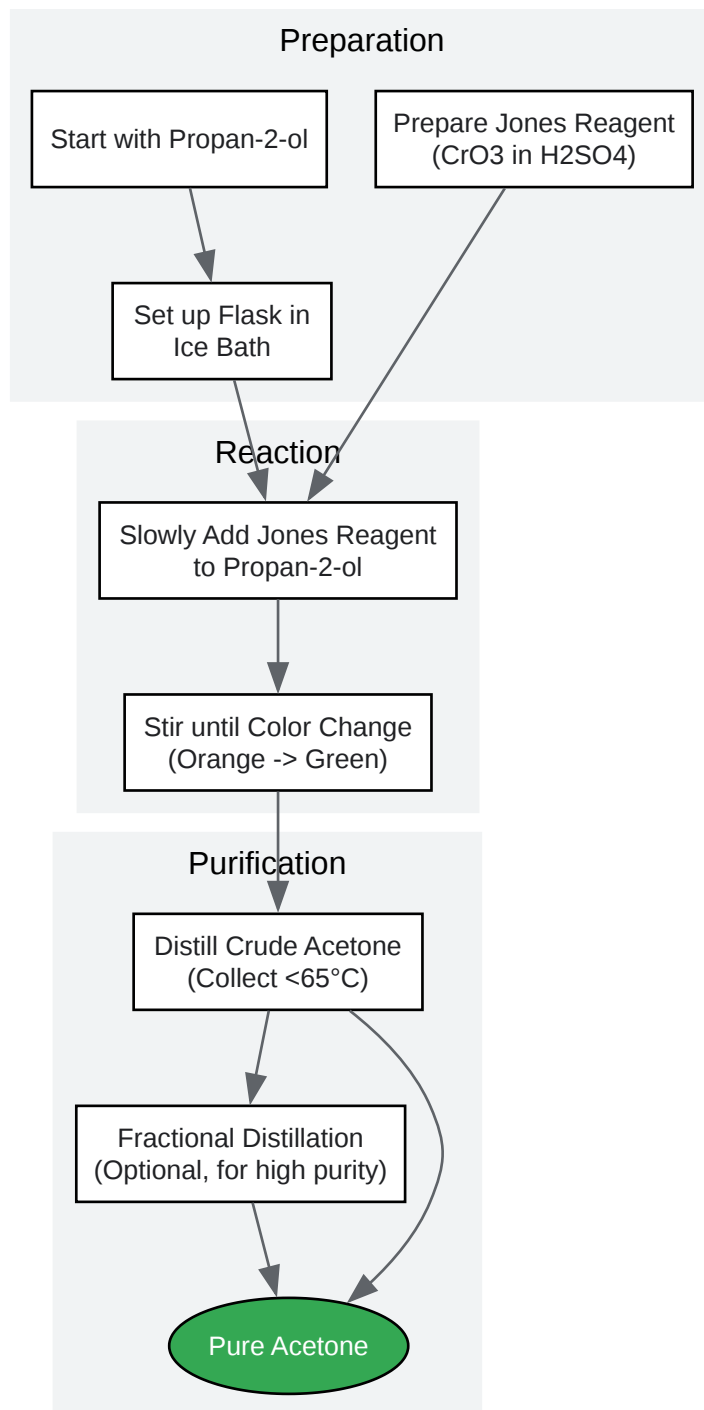 Preparation
Start with Propan-2-ol
Prepare Jones Reagent
(CrO3 in H2SO4)
Set up Flask in
Ice Bath
Reaction
Slowly Add Jones Reagent
to Propan-2-ol
Stir until Color Change
(Orange -> Green)
Purification
Distill Crude Acetone
(Collect <65°C)
Fractional Distillation
(Optional, for high purity)
Pure Acetone